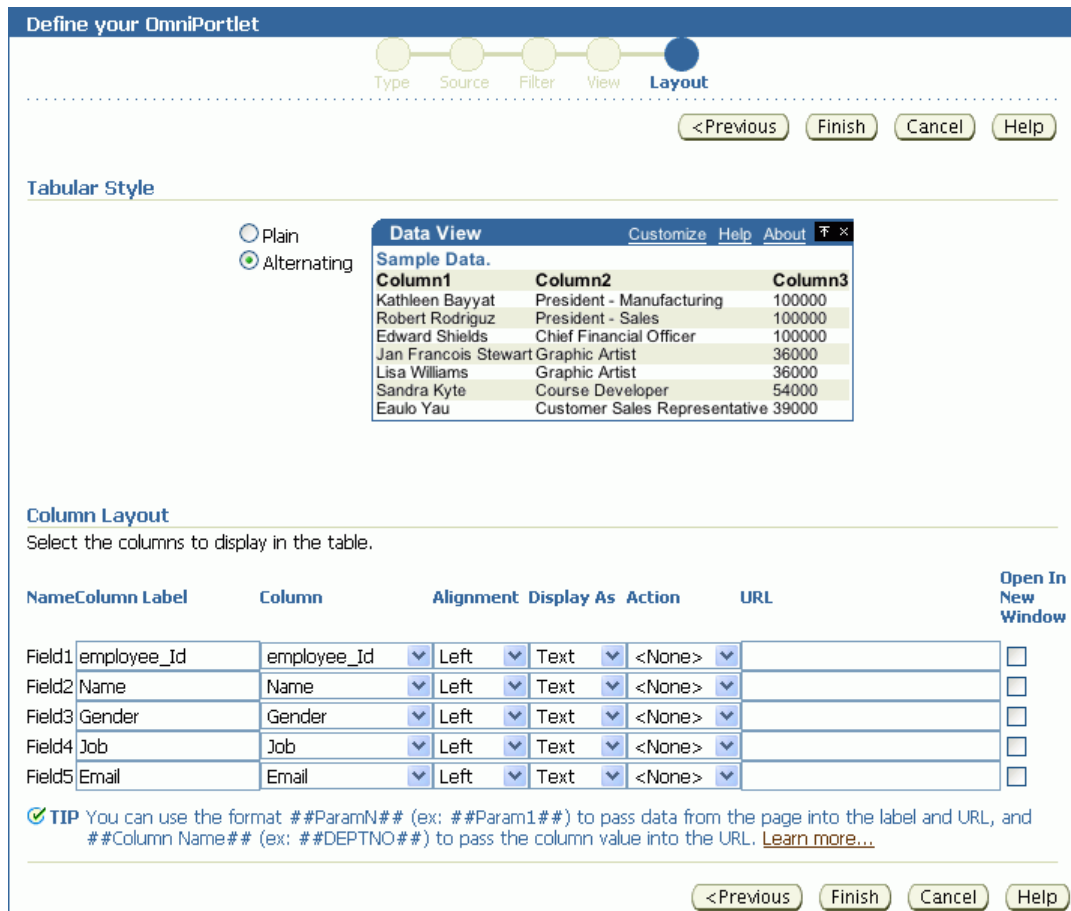 Define your OmniPortlet
Type Source Filter View Layout
<Previous Finish Cancel Help
Tabular Style
Plain
Alternating
Data View Customize Help About
Sample Data.
Column1 Column2 Column3
Kathleen Bayyat President - Manufacturing 100000
Robert Rodriguz President - Sales 100000
Edward Shields Chief Financial Officer 100000
Jan Francois Stewart Graphic Artist 36000
Lisa Williams Graphic Artist 36000
Sandra Kyte Course Developer 54000
Eaulo Yau Customer Sales Representative 39000
Column Layout
Select the columns to display in the table.
Name Column Label Column Alignment Display As Action URL Open In New Window
Field1 employee_Id employee_Id Left Text <None>
Field2 Name Name Left Text <None>
Field3 Gender Gender Left Text <None>
Field4 Job Job Left Text <None>
Field5 Email Email Left Text <None>
TIP You can use the format ##ParamN## (ex: ##Param1##) to pass data from the page into the label and URL, and
##Column Name## (ex: ##DEPTNO##) to pass the column value into the URL. Learn more...
<Previous Finish Cancel Help